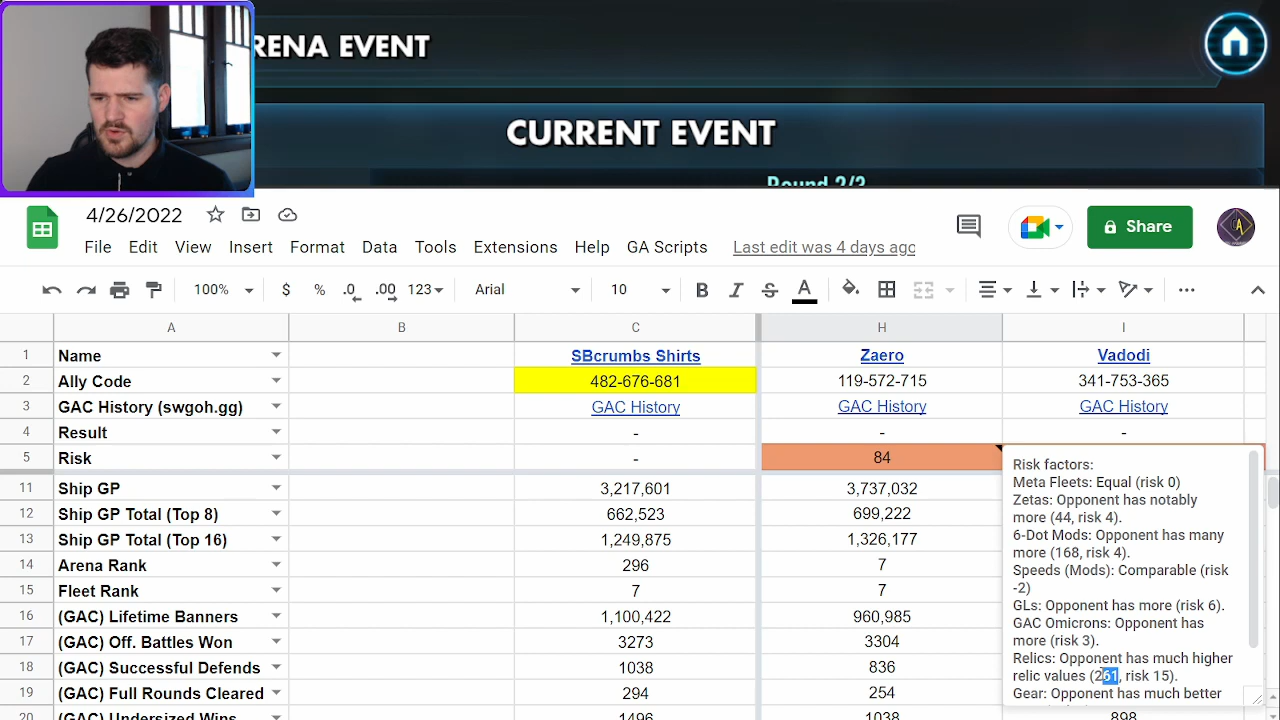 RENA EVENT
CURRENT EVENT
Round 2/3
4/26/2022
File Edit View Insert Form Data Tools Extensions Help GA Scripts Last edit was 4 days ago
Share
100% $ % .0 .00 123 Arial 10 B I S A
A B C H I
1 Name SBcrumbs Shirts Zaero Vadodi
2 Ally Code 482-676-681 119-572-715 341-753-365
3 GAC History (swgoh.gg) GAC History GAC History GAC History
4 Result - - -
5 Risk - 84
11 Ship GP 3,217,601 3,737,032
12 Ship GP Total (Top 8) 662,523 699,222
13 Ship GP Total (Top 16) 1,249,875 1,326,177
14 Arena Rank 296 7
15 Fleet Rank 7 7
16 (GAC) Lifetime Banners 1,100,422 960,985
17 (GAC) Off. Battles Won 3273 3304
18 (GAC) Successful Defends 1038 836
19 (GAC) Full Rounds Cleared 294 254
20 (GAC) Undersized Wins 1496 1038 898
Risk factors:
Meta Fleets: Equal (risk 0)
Zetas: Opponent has notably
more (44, risk 4).
6-Dot Mods: Opponent has many
more (168, risk 4).
Speeds (Mods): Comparable (risk
-2)
GLs: Opponent has more (risk 6).
GAC Omicrons: Opponent has
more (risk 3).
Relics: Opponent has much higher
relic values (261, risk 15).
Gear: Opponent has much better